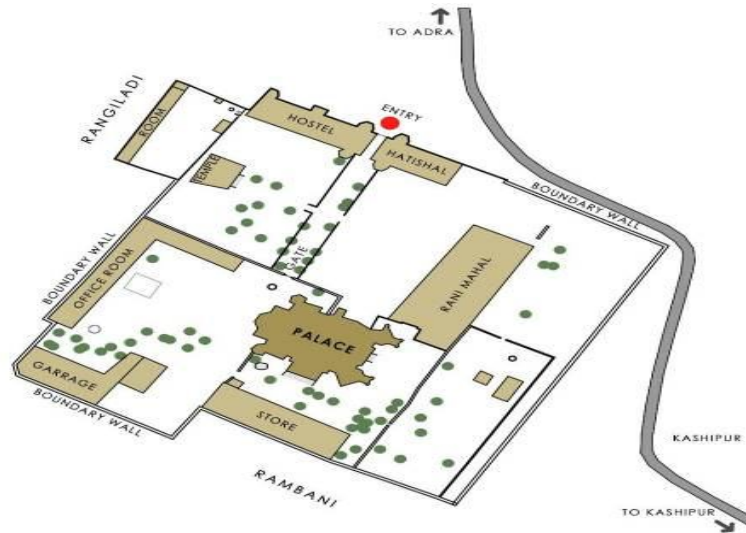 TO ADRA
RANGILADI
ENTRY
ROOM
HOSTEL
HATISHAL
TEMPLE
BOUNDARY WALL
BOUNDARY WALL
OFFICE ROOM
GATE
RANI MAHAL
PALACE
GARRAGE
BOUNDARY WALL
STORE
RAMBANI
KASHIPUR
TO KASHIPUR